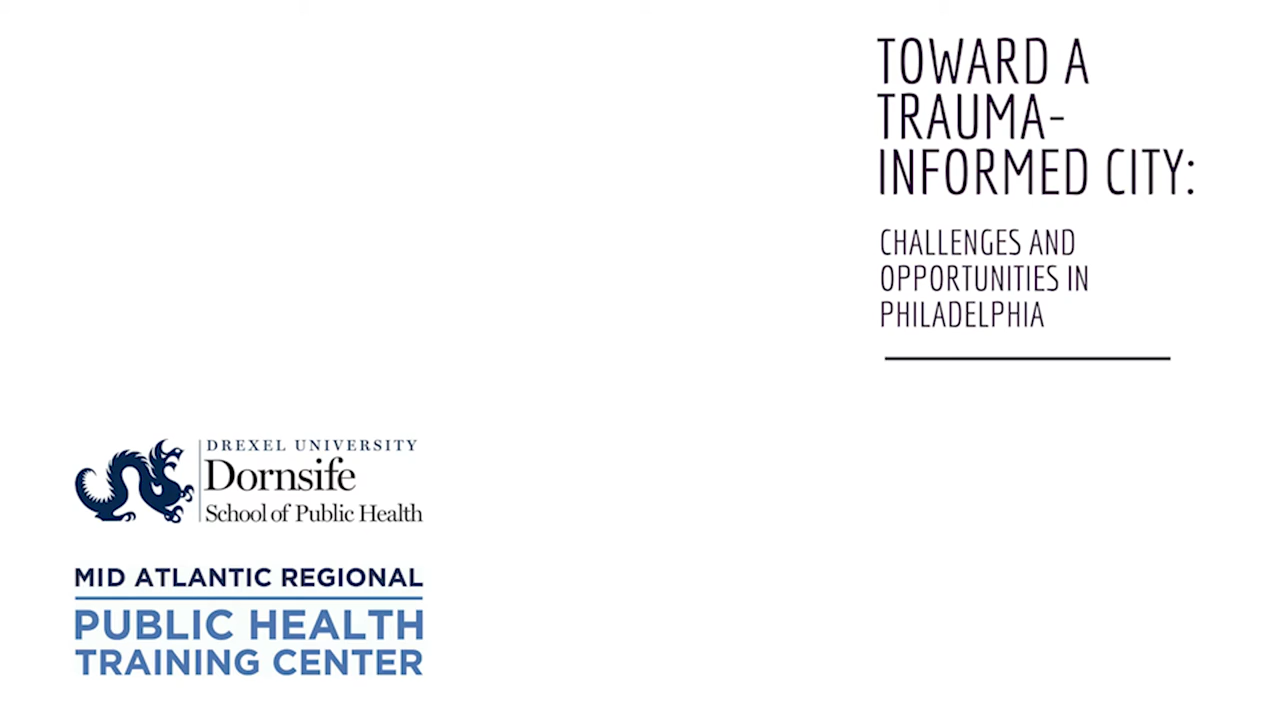 TOWARD A
TRAUMA-
INFORMED CITY:
CHALLENGES AND
OPPORTUNITIES IN
PHILADELPHIA
DREXEL UNIVERSITY
Dornsife
School of Public Health
MID ATLANTIC REGIONAL
PUBLIC HEALTH
TRAINING CENTER